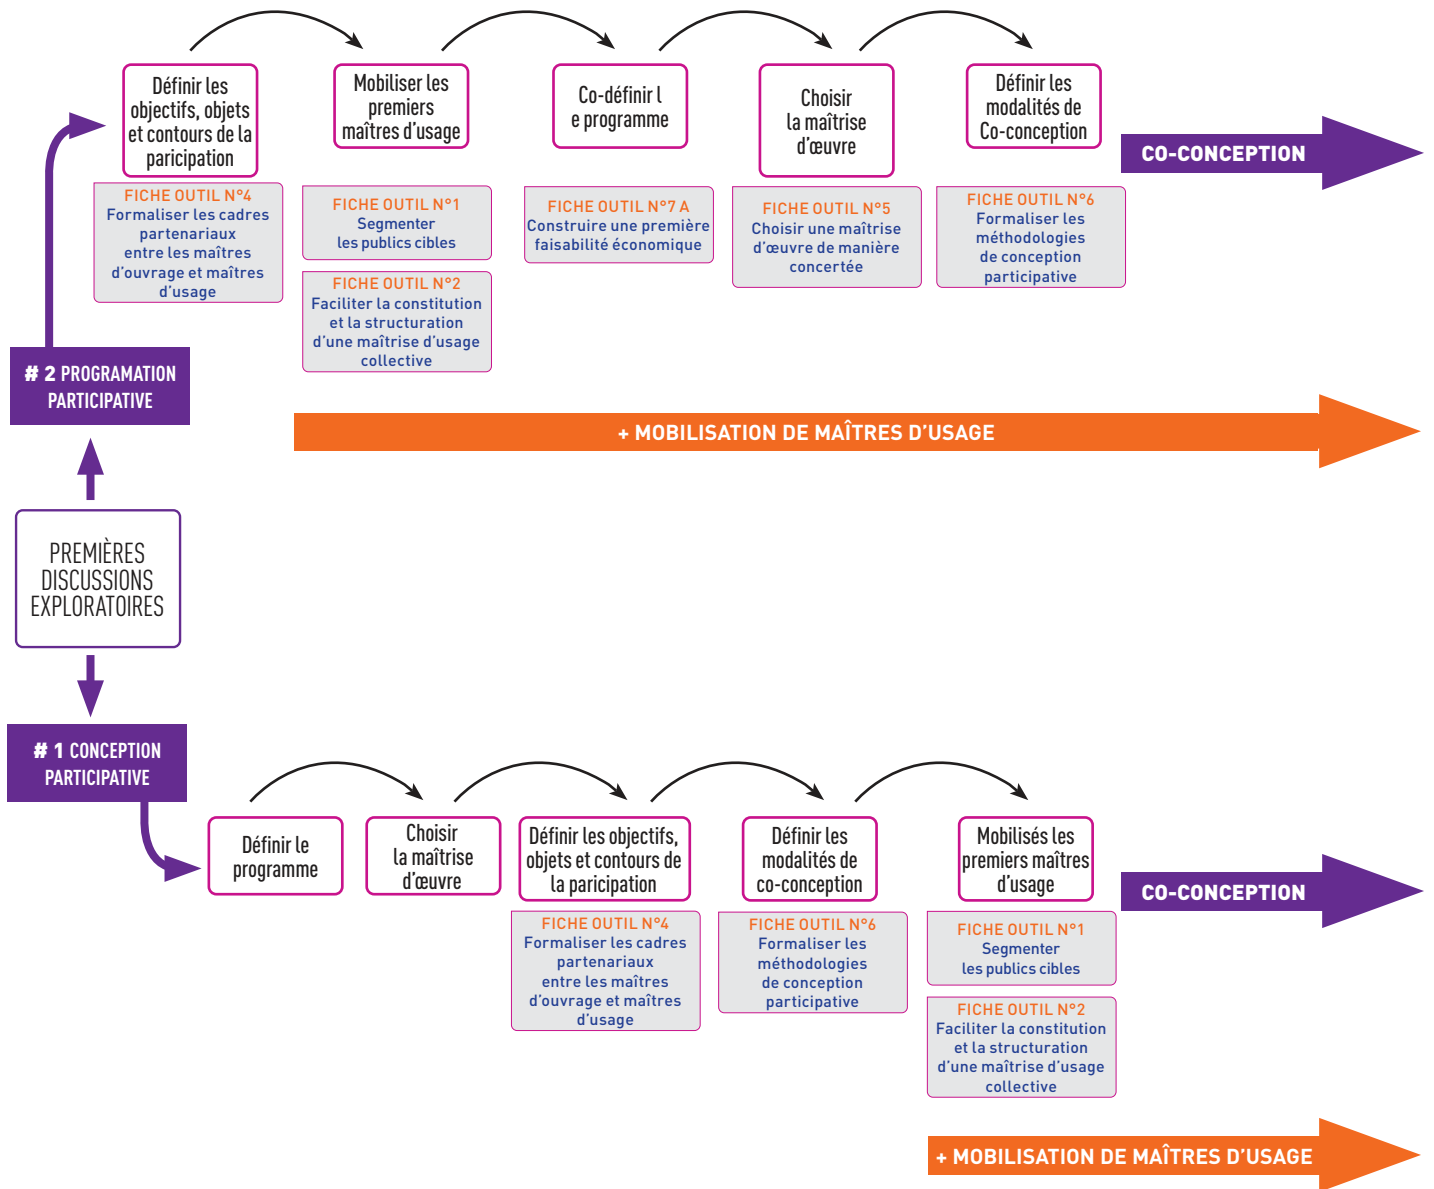 Définir les
objectifs, objets
et contours de la
paricipation
Mobiliser les
premiers
maîtres d'usage
Co-définir l
e programme
Choisir
la maîtrise
d'œuvre
Définir les
modalités de
Co-conception
CO-CONCEPTION
FICHE OUTIL N°4
Formaliser les cadres
partenariaux
entre les maîtres
d'ouvrage et maîtres
d'usage
FICHE OUTIL N°1
Segmenter
les publics cibles
FICHE OUTIL N°2
Faciliter la constitution
et la structuration
d'une maîtrise d'usage
collective
FICHE OUTIL N°7 A
Construire une première
faisabilité économique
FICHE OUTIL N°5
Choisir une maîtrise
d'œuvre de manière
concertée
FICHE OUTIL N°6
Formaliser les
méthodologies
de conception
participative
# 2 PROGRAMATION
PARTICIPATIVE
+ MOBILISATION DE MAÎTRES D'USAGE
PREMIÈRES
DISCUSSIONS
EXPLORATOIRES
# 1 CONCEPTION
PARTICIPATIVE
Définir le
programme
Choisir
la maîtrise
d'œuvre
Définir les objectifs,
objets et contours de
la paricipation
Définir les
modalités de
co-conception
Mobilisés les
premiers maîtres
d'usage
CO-CONCEPTION
FICHE OUTIL N°4
Formaliser les cadres
partenariaux
entre les maîtres
d'ouvrage et maîtres
d'usage
FICHE OUTIL N°6
Formaliser les
méthodologies
de conception
participative
FICHE OUTIL N°1
Segmenter
les publics cibles
FICHE OUTIL N°2
Faciliter la constitution
et la structuration
d'une maîtrise d'usage
collective
+ MOBILISATION DE MAÎTRES D'USAGE